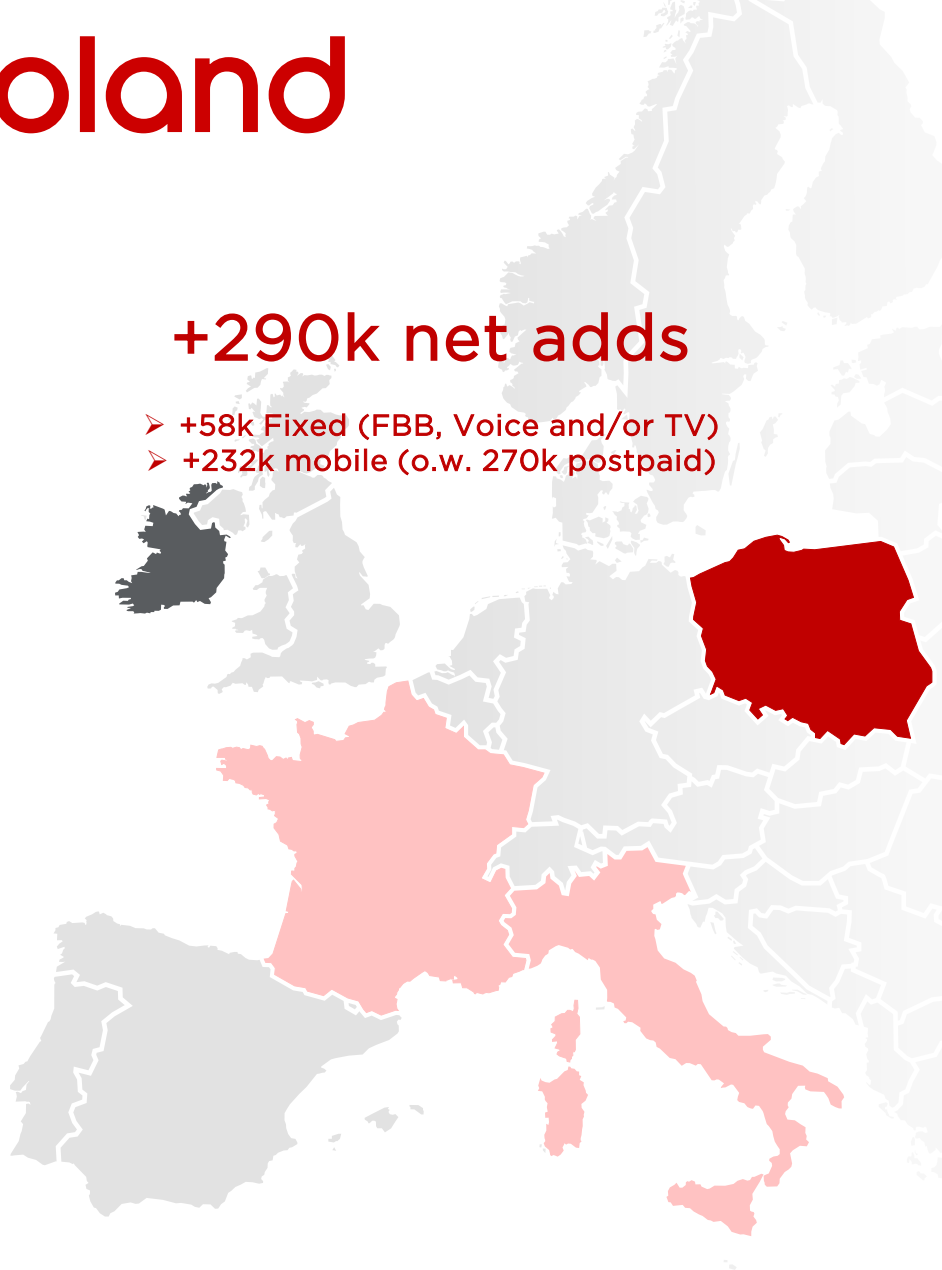 oland
+290k net adds
➢ +58k Fixed (FBB, Voice and/or TV)
➢ +232k mobile (o.w. 270k postpaid)